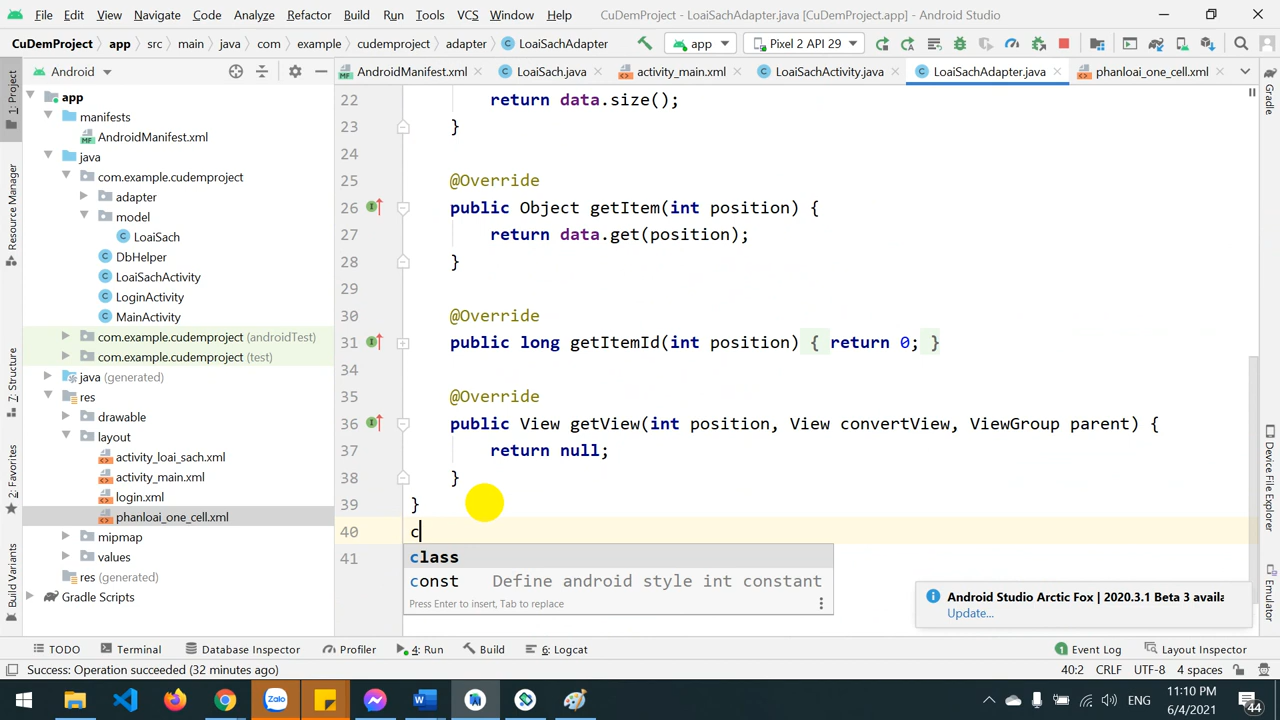 File Edit View Navigate Code Analyze Refactor Build Run Tools VCS Window Help CuDemProject - LoaiSachAdapter.java [CuDemProject.app] - Android Studio
CuDemProject app src main java com example cudemproject adapter LoaiSachAdapter app Pixel 2 API 29
Android AndroidManifest.xml LoaiSach.java activity_main.xml LoaiSachActivity.java LoaiSachAdapter.java phanloai_one_cell.xml
1: Project
Resource Manager
Z: Structure
2: Favorites
Build Variants
app
manifests
AndroidManifest.xml
java
com.example.cudemproject
adapter
model
LoaiSach
DbHelper
LoaiSachActivity
LoginActivity
MainActivity
com.example.cudemproject (androidTest)
com.example.cudemproject (test)
java (generated)
res
drawable
layout
activity_loai_sach.xml
activity_main.xml
login.xml
phanloai_one_cell.xml
mipmap
values
res (generated)
Gradle Scripts
22 return data.size();
23 }
24
25 @Override
26 public Object getItem(int position) {
27 return data.get(position);
28 }
29
30 @Override
31 public long getItemId(int position) { return 0; }
34
35 @Override
36 public View getView(int position, View convertView, ViewGroup parent) {
37 return null;
38 }
39 }
40 c
41
class
const Define android style int constant
Press Enter to insert, Tab to replace
Gradle
Device File Explorer
Emulator
Android Studio Arctic Fox | 2020.3.1 Beta 3 availa
Update...
TODO Terminal Database Inspector Profiler 4: Run Build 6: Logcat 1 Event Log Layout Inspector
Success: Operation succeeded (32 minutes ago) 40:2 CRLF UTF-8 4 spaces
Zalo
ENG
11:10 PM
6/4/2021
44